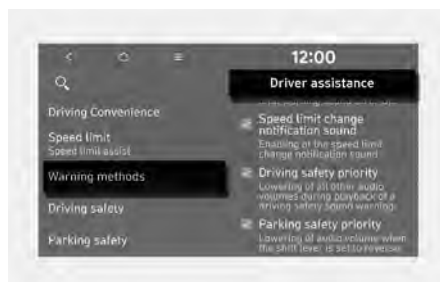 12:00
Driver assistance
Driving Convenience
Speed limit
Speed limit assist
Warning methods
Driving safety
Parking safety
Speed limit change
notification sound
Enabling of the speed limit
change notification sound
Driving safety priority
Lowering of all other audio
volumes during playback of a
driving safety sound warning.
Parking safety priority
Lowering of audio volume when
the shift lever is set to reverse